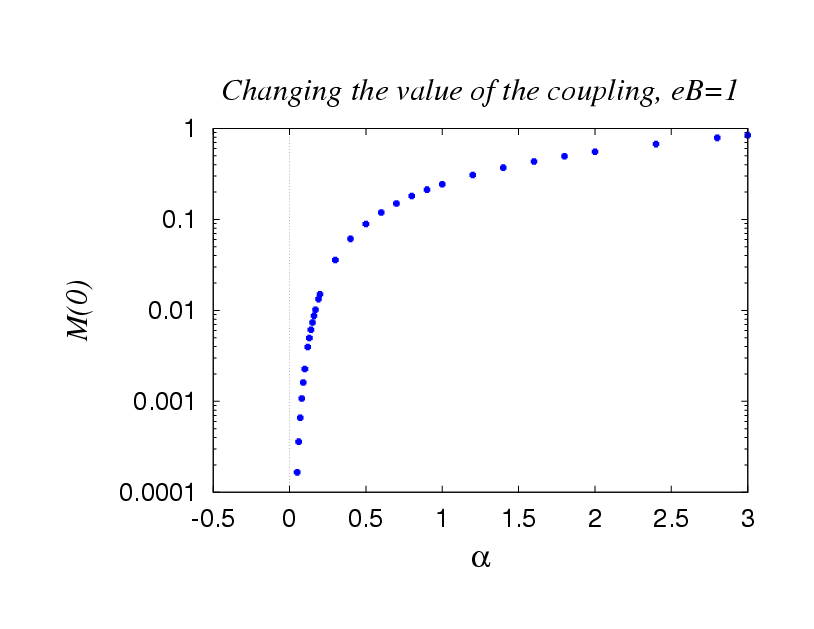 Changing the value of the coupling, eB=1
1
0.1
0.01
0.001
0.0001
M(0)
-0.5 0 0.5 1 1.5 2 2.5 3
α